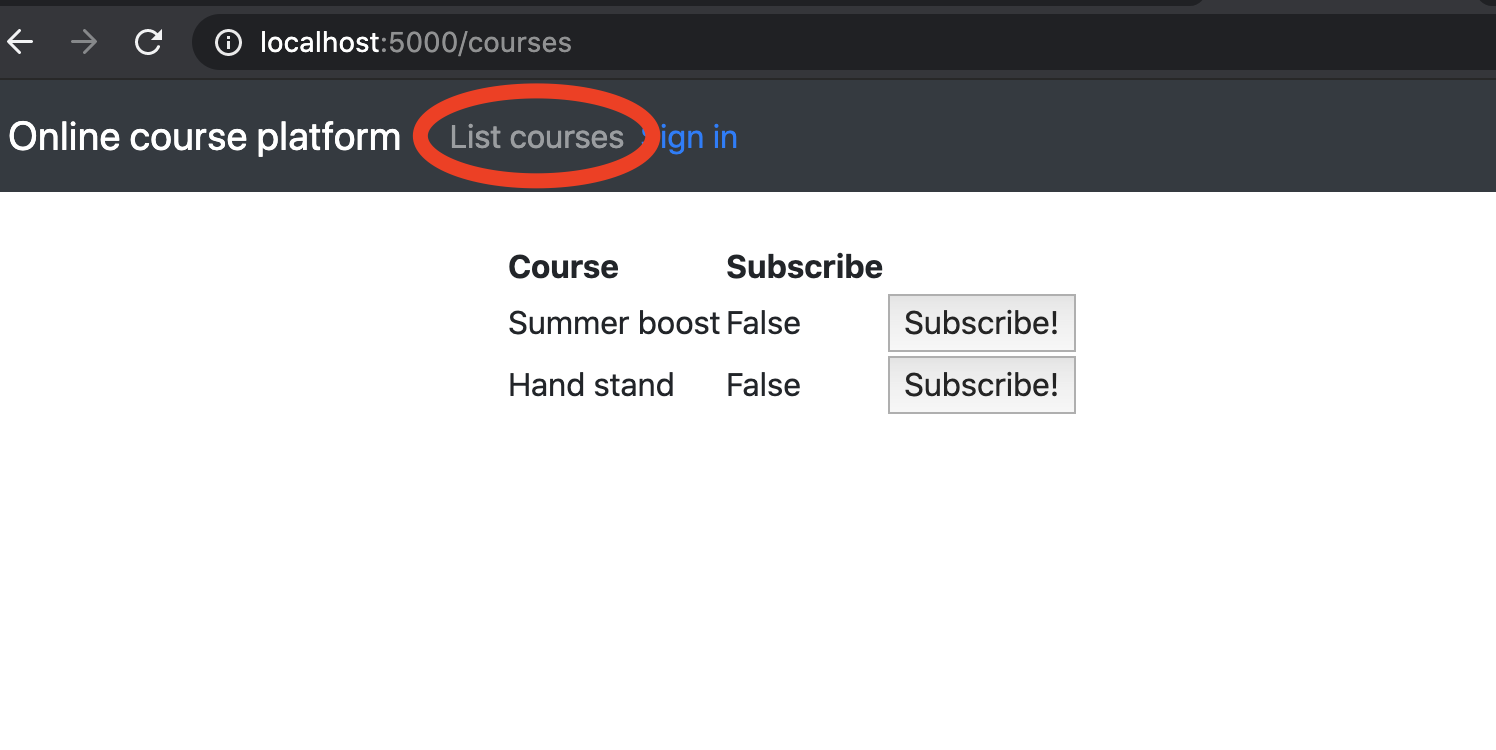 localhost:5000/courses
Online course platform List courses Sign in
Course Subscribe
Summer boost False Subscribe!
Hand stand False Subscribe!